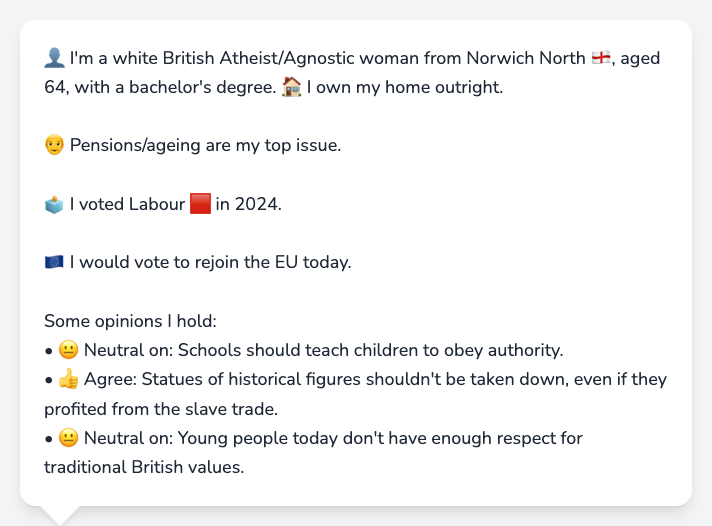 👤 I'm a white British Atheist/Agnostic woman from Norwich North 🏴󠁧󠁢󠁥󠁮󠁧󠁿, aged
64, with a bachelor's degree. 🏠 I own my home outright.
👴 Pensions/ageing are my top issue.
🗳️ I voted Labour 🟥 in 2024.
🇪🇺 I would vote to rejoin the EU today.
Some opinions I hold:
• 😐 Neutral on: Schools should teach children to obey authority.
• 👍 Agree: Statues of historical figures shouldn't be taken down, even if they
profited from the slave trade.
• 😐 Neutral on: Young people today don't have enough respect for
traditional British values.